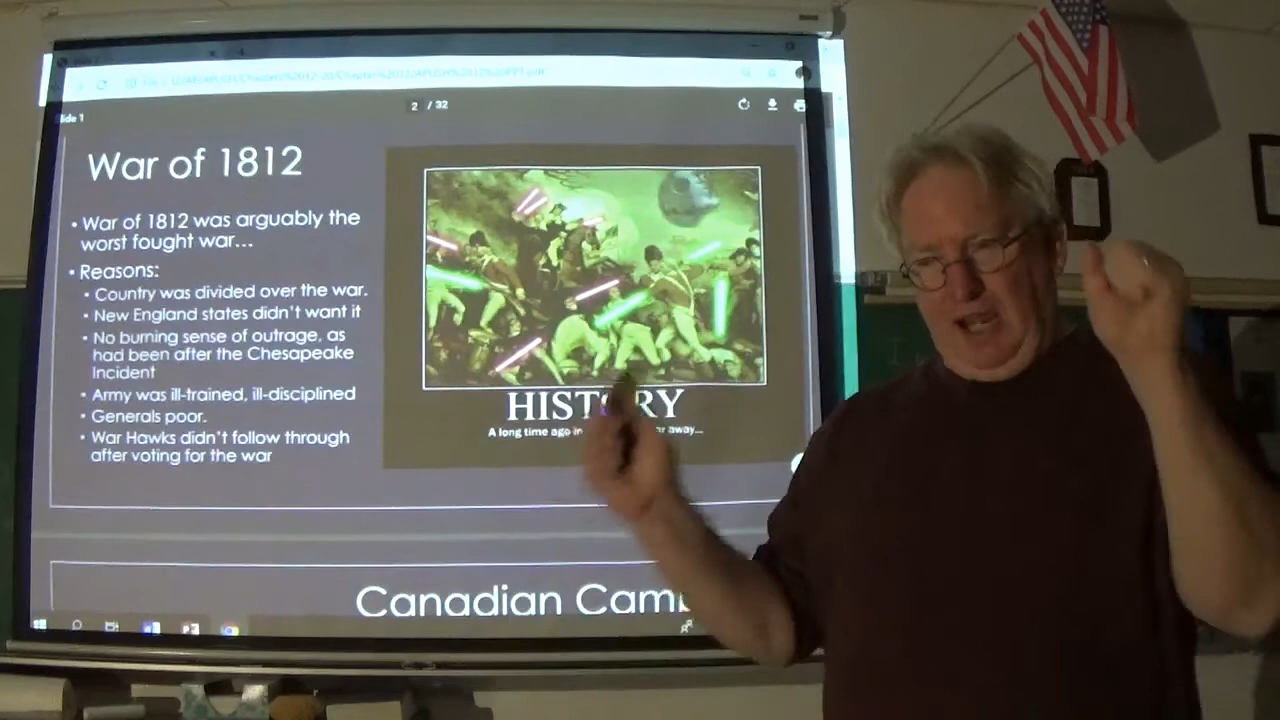 Slide 1
2 / 32
War of 1812
• War of 1812 was arguably the
worst fought war...
• Reasons:
• Country was divided over the war.
• New England states didn't want it
• No burning sense of outrage, as
had been after the Chesapeake
Incident
• Army was ill-trained, ill-disciplined
• Generals poor.
• War Hawks didn't follow through
after voting for the war
HISTORY
A long time ago in away...
Canadian